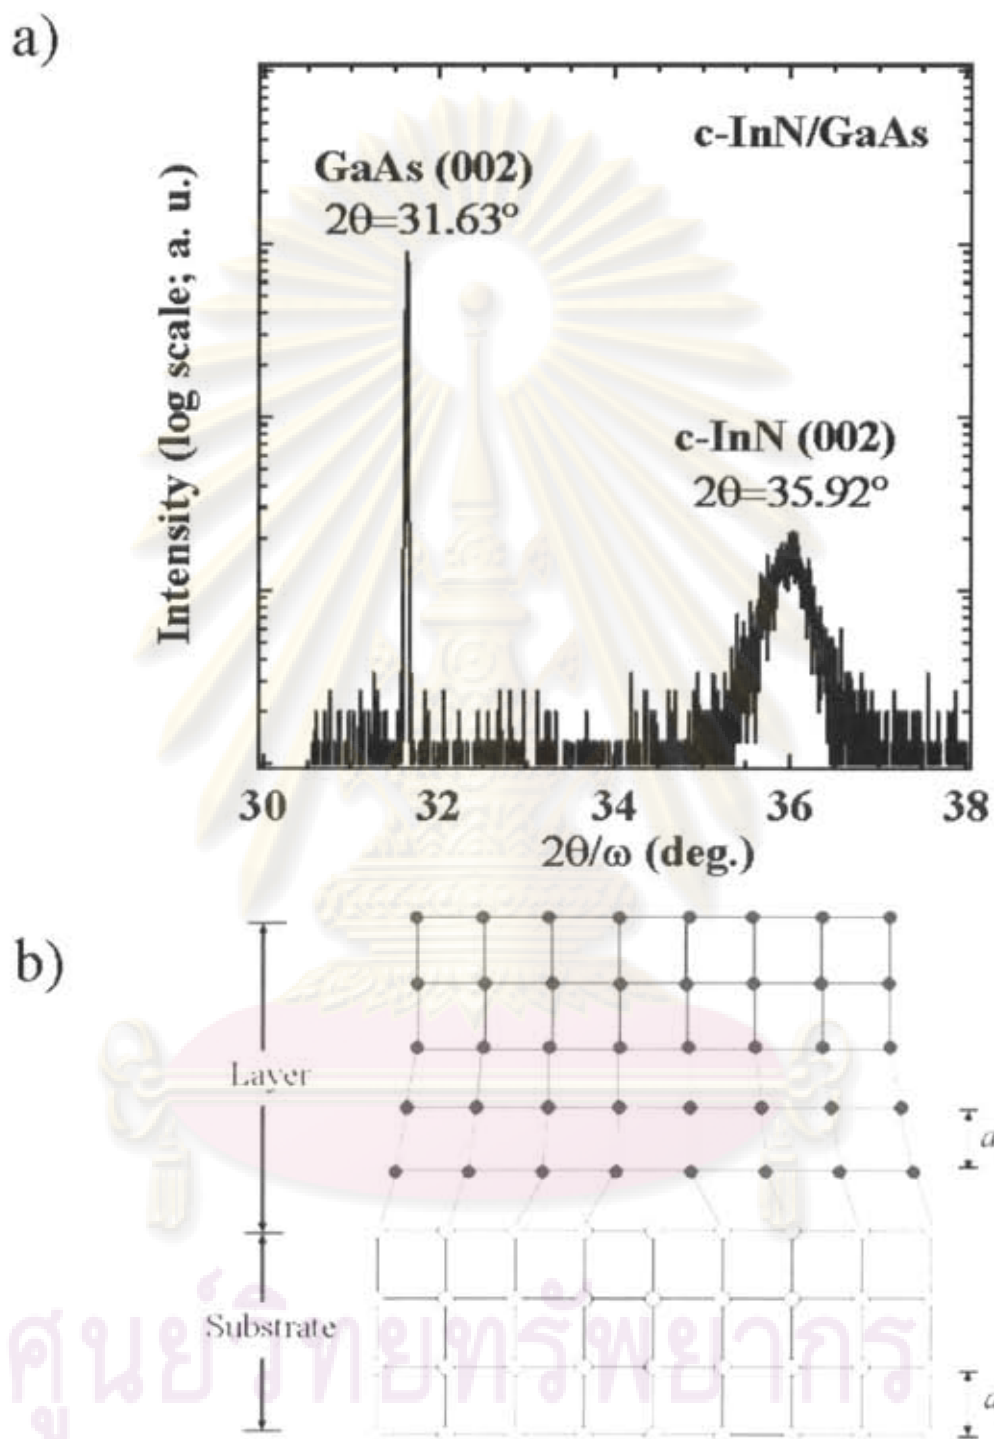 a)
c-InN/GaAs
GaAs (002)
2θ=31.63°
c-InN (002)
2θ=35.92°
Intensity (log scale; a. u.)
30 32 34 36 38
2θ/ω (deg.)
b)
Layer
a
Substrate
ศูนย์วิทยทรัพยากร